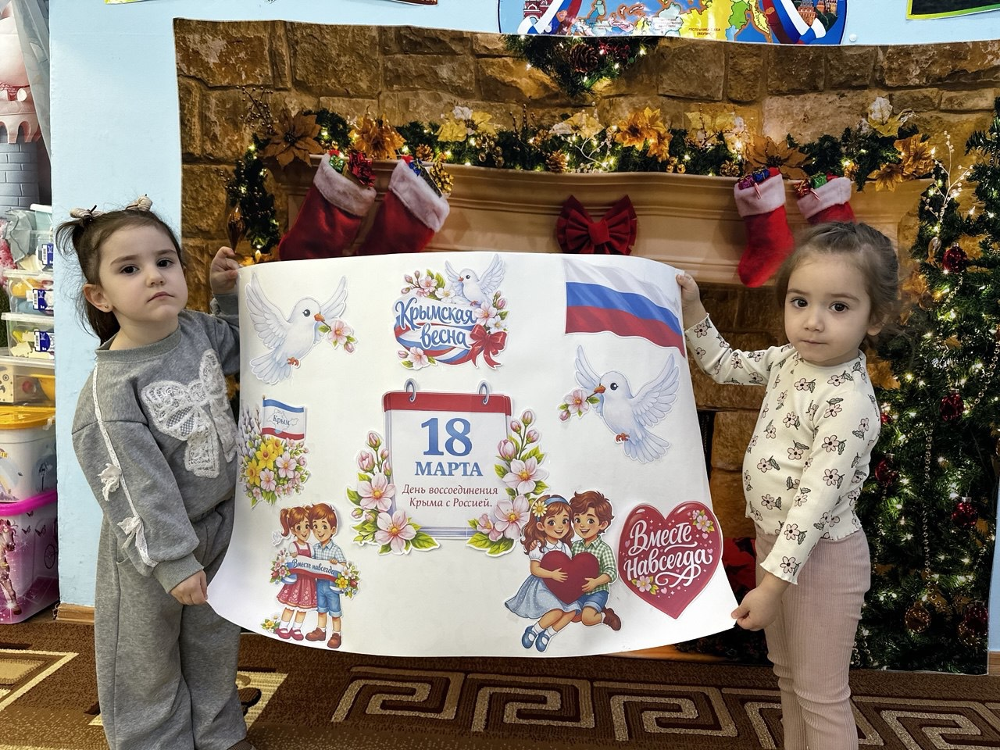 Крымская
весна
Крым
18
МАРТА
День воссоединения
Крыма с Россией.
Вместе навсегда
Вместе
Навсегда